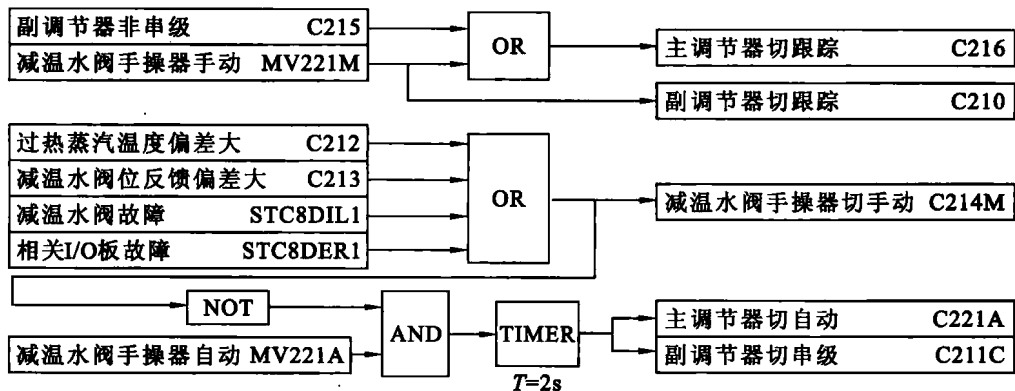 副调节器非串级 C215
减温水阀手操器手动 MV221M
OR
主调节器切跟踪 C216
副调节器切跟踪 C210
过热蒸汽温度偏差大 C212
减温水阀位反馈偏差大 C213
减温水阀故障 STC8DIL1
相关I/O板故障 STC8DER1
OR
减温水阀手操器切手动 C214M
NOT
减温水阀手操器自动 MV221A
AND
TIMER
T=2s
主调节器切自动 C221A
副调节器切串级 C211C